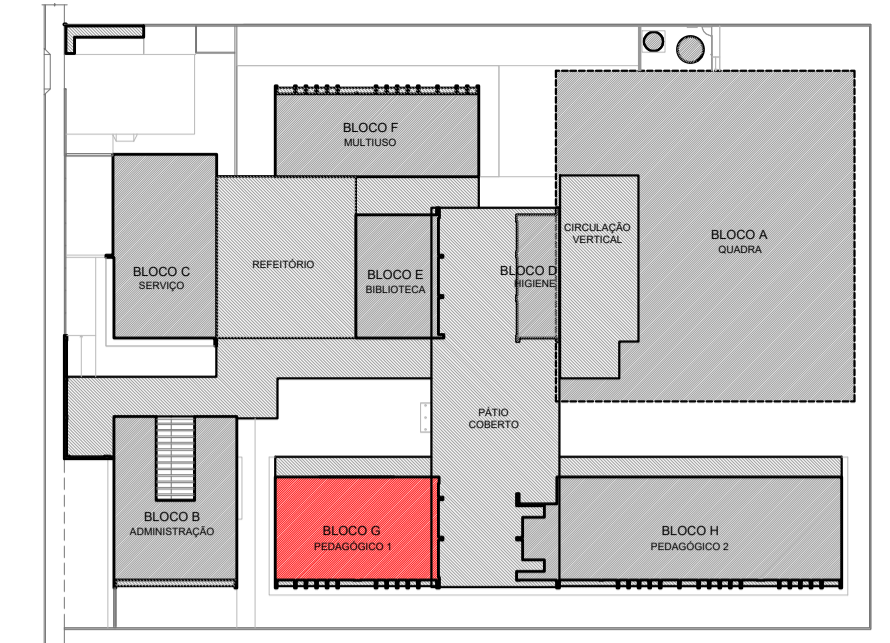 BLOCO F
MULTIUSO
CIRCULAÇÃO
VERTICAL
BLOCO A
QUADRA
BLOCO C
SERVIÇO
REFEITÓRIO
BLOCO E
BIBLIOTECA
BLOCO D
HIGIENE
PÁTIO
COBERTO
BLOCO B
ADMINISTRAÇÃO
BLOCO G
PEDAGÓGICO 1
BLOCO H
PEDAGÓGICO 2